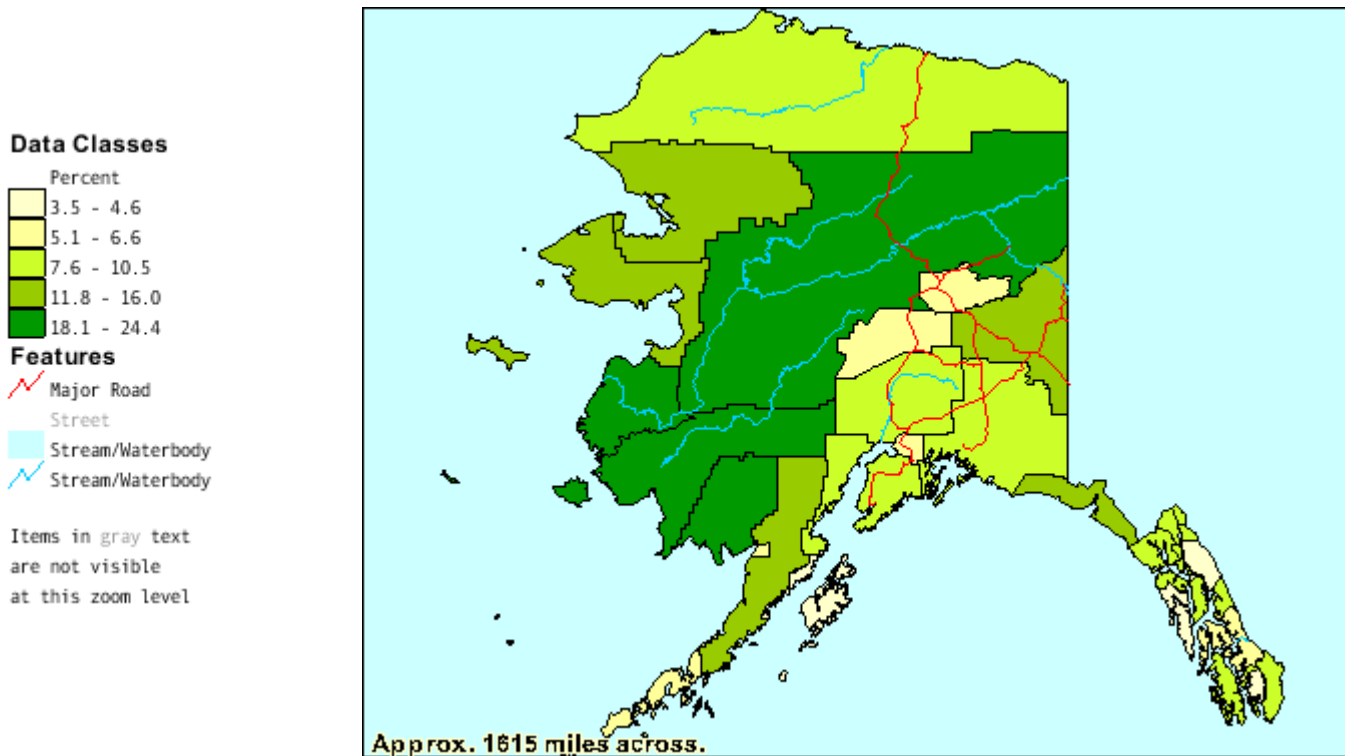 Data Classes
Percent
3.5 - 4.6
5.1 - 6.6
7.6 - 10.5
11.8 - 16.0
18.1 - 24.4
Features
Major Road
Street
Stream/Waterbody
Stream/Waterbody
Items in gray text
are not visible
at this zoom level
Approx. 1615 miles across.